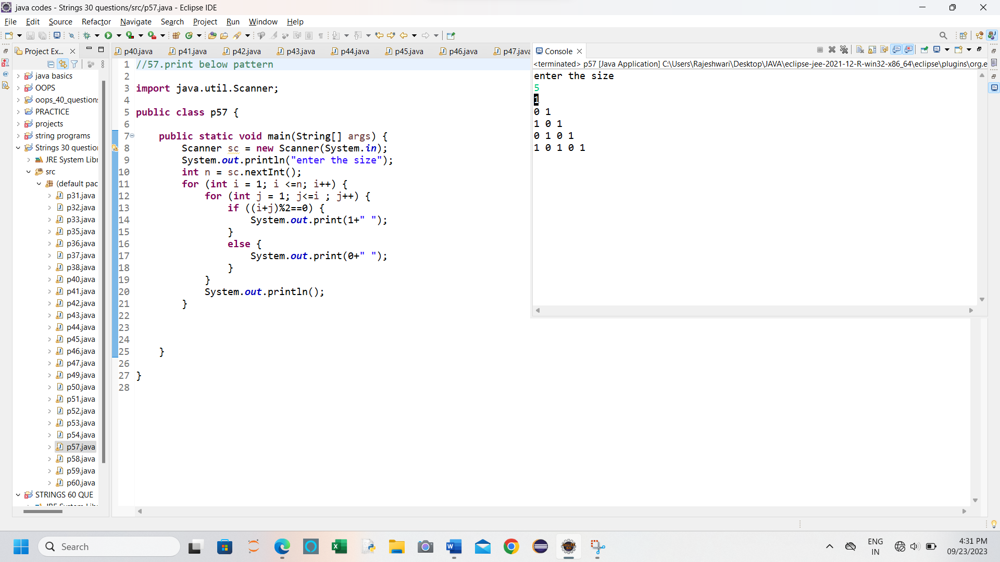 java codes - Strings 30 questions/src/p57.java - Eclipse IDE
File Edit Source Refactor Navigate Search Project Run Window Help
Project Ex...
java basics
OOPS
oops_40_question
PRACTICE
projects
string programs
Strings 30 question
JRE System Libr
src
(default pac
p31.java
p32.java
p33.java
p35.java
p36.java
p37.java
p38.java
p40.java
p41.java
p42.java
p43.java
p44.java
p45.java
p46.java
p47.java
p49.java
p50.java
p51.java
p52.java
p53.java
p54.java
p57.java
p58.java
p59.java
p60.java
STRINGS 60 QUE
p40.java p41.java p42.java p43.java p44.java p45.java p46.java p47.java
1 //57.print below pattern
2
3 import java.util.Scanner;
4
5 public class p57 {
6
7 public static void main(String[] args) {
8 Scanner sc = new Scanner(System.in);
9 System.out.println("enter the size");
10 int n = sc.nextInt();
11 for (int i = 1; i <=n; i++) {
12 for (int j = 1; j<=i ; j++) {
13 if ((i+j)%2==0) {
14 System.out.print(1+" ");
15 }
16 else {
17 System.out.print(0+" ");
18 }
19 }
20 System.out.println();
21 }
22
23
24
25 }
26
27 }
28
Console
<terminated> p57 [Java Application] C:\Users\Rajeshwari\Desktop\JAVA\eclipse-jee-2021-12-R-win32-x86_64\eclipse\plugins\org.e
enter the size
5
1
0 1
1 0 1
0 1 0 1
1 0 1 0 1
Search
ENG
IN
4:31 PM
09/23/2023